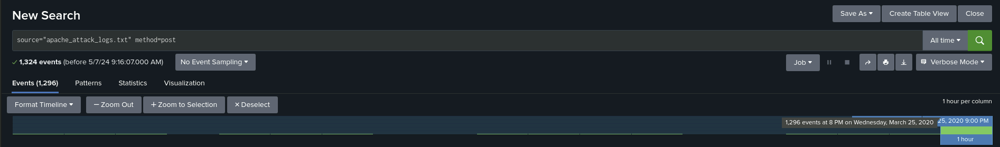 New Search
Save As
Create Table View
Close
source="apache_attack_logs.txt" method=post
All time
1,324 events (before 5/7/24 9:16:07.000 AM)
No Event Sampling
Job
Verbose Mode
Events (1,296)
Patterns
Statistics
Visualization
Format Timeline
— Zoom Out
+ Zoom to Selection
× Deselect
1 hour per column
1,296 events at 8 PM on Wednesday, March 25, 2020
25, 2020 9:00 PM
1 hour